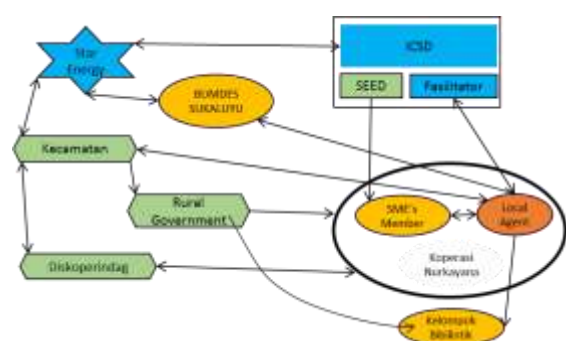 Star
Energy
ICSD
SEED
Fasilitator
BUMDES
SUKALUYU
Kecamatan
Rural
Government
SME's
Member
Local
Agent
Koperasi
Nurkayana
Diskoperindag
Kelompok